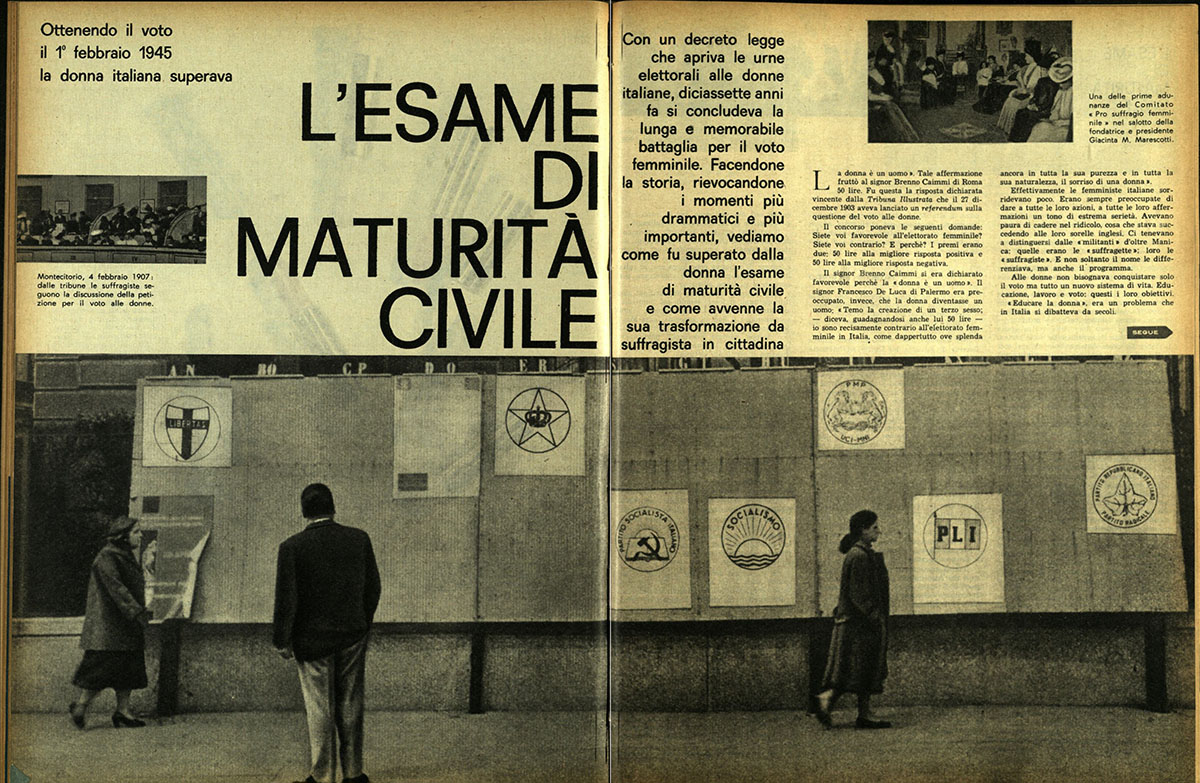 Ottenendo il voto
il 1° febbraio 1945
la donna italiana superava
L'ESAME
DI
MATURITÀ
CIVILE
Montecitorio, 4 febbraio 1907:
dalle tribune le suffragiste se-
guono la discussione della peti-
zione per il voto alle donne.
Con un decreto legge
che apriva le urne
elettorali alle donne
italiane, diciassette anni
fa si concludeva la
lunga e memorabile
battaglia per il voto
femminile. Facendone
la storia, rievocandone
i momenti più
drammatici e più
importanti, vediamo
come fu superato dalla
donna l'esame
di maturità civile
e come avvenne la
sua trasformazione da
suffragista in cittadina
Una delle prime adu-
nanze del Comitato
« Pro suffragio femmi-
nile » nel salotto della
fondatrice e presidente
Giacinta M. Marescotti.
La donna è un uomo ». Tale affermazione
fruttò al signor Brenno Caimmi di Roma
50 lire. Fu questa la risposta dichiarata
vincente dalla Tribuna Illustrata che il 27 di-
cembre 1903 aveva lanciato un referendum sulla
questione del voto alle donne.
Il concorso poneva le seguenti domande:
Siete voi favorevole all'elettorato femminile?
Siete voi contrario? E perchè? I premi erano
due: 50 lire alla migliore risposta positiva e
50 lire alla migliore risposta negativa.
Il signor Brenno Caimmi si era dichiarato
favorevole perchè la « donna è un uomo ». Il
signor Francesco De Luca di Palermo era pre-
occupato, invece, che la donna diventasse un
uomo: « Temo la creazione di un terzo sesso;
— diceva, guadagnandosi anche lui 50 lire —
io sono recisamente contrario all'elettorato fem-
minile in Italia, come dappertutto ove splenda
ancora in tutta la sua purezza e in tutta la
sua naturalezza, il sorriso di una donna ».
Effettivamente le femministe italiane sor-
ridevano poco. Erano sempre preoccupate di
dare a tutte le loro azioni, a tutte le loro affer-
mazioni un tono di estrema serietà. Avevano
paura di cadere nel ridicolo, cosa che stava suc-
cedendo alle loro sorelle inglesi. Ci tenevano
a distinguersi dalle « militanti » d'oltre Mani-
ca; quelle erano le « suffragette »; loro le
« suffragiste ». E non soltanto il nome le diffe-
renziava, ma anche il programma.
Alle donne non bisognava conquistare solo
il voto ma tutto un nuovo sistema di vita. Edu-
cazione, lavoro e voto: questi i loro obiettivi.
« Educare la donna », era un problema che
in Italia si dibatteva da secoli.
SEGUE
AN BO CP DO ER
LIBERTAS
PMP
UCI-MNI
PARTITO SOCIALISTA ITALIANO
SOCIALISMO
PLI
PARTITO REPUBBLICANO ITALIANO
PARTITO RADICALE